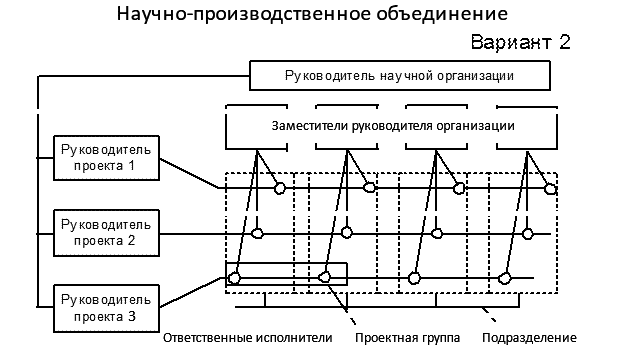 Научно-производственное объединение
Вариант 2
Руководитель научной организации
Заместители руководителя организации
Руководитель
проекта 1
Руководитель
проекта 2
Руководитель
проекта 3
Ответственные исполнители
Проектная группа
Подразделение